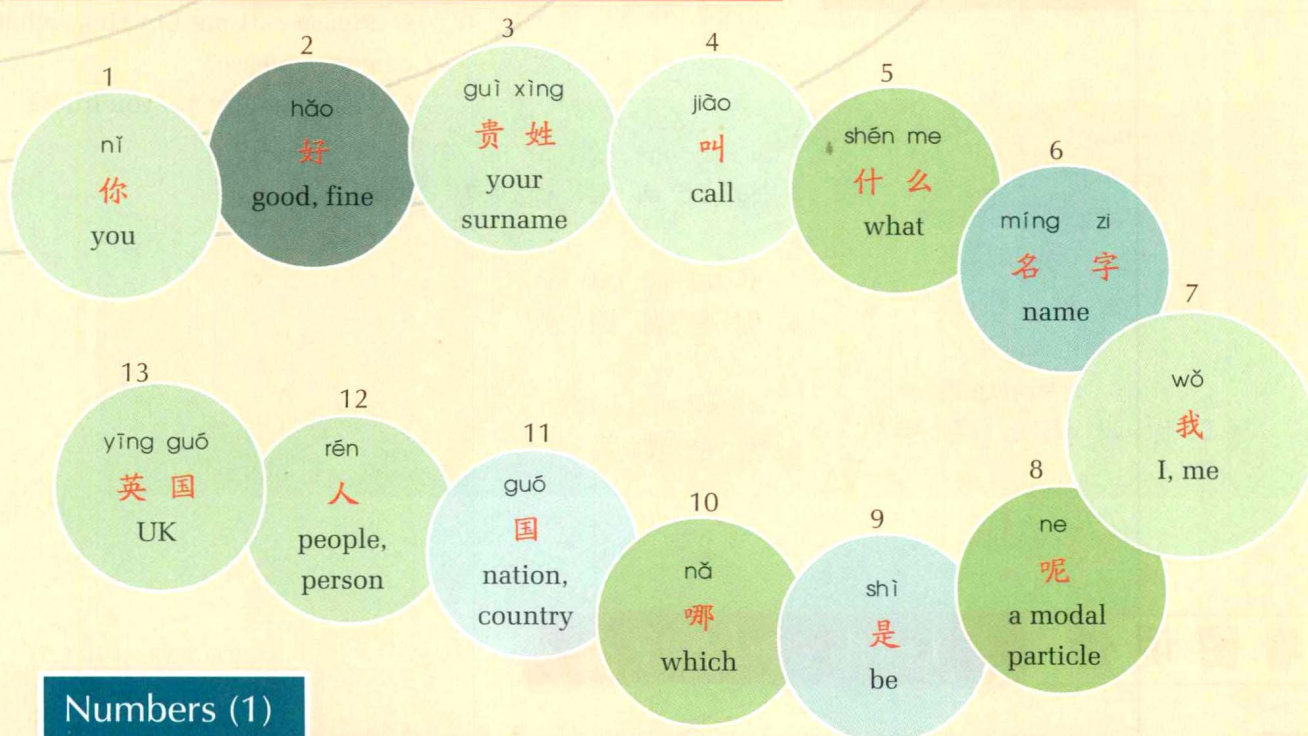 1
nǐ
你
you
2
hǎo
好
good, fine
3
guì xìng
贵 姓
your
surname
4
jiào
叫
call
5
shén me
什 么
what
6
míng zi
名 字
name
7
wǒ
我
I, me
8
ne
呢
a modal
particle
9
shì
是
be
10
nǎ
哪
which
11
guó
国
nation,
country
12
rén
人
people,
person
13
yīng guó
英 国
UK
Numbers (1)